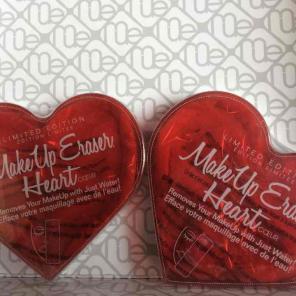 LIMITED EDITION
ÉDITION LIMITÉE
MakeUp Eraser
Heart
cœur
Removes Your MakeUp with Just Water!
Efface votre maquillage avec de l'eau!
LIMITED EDITION
MakeUp Eraser
Heart
cœur
Removes Your MakeUp with Just Water!
Efface votre maquillage avec de l'eau!